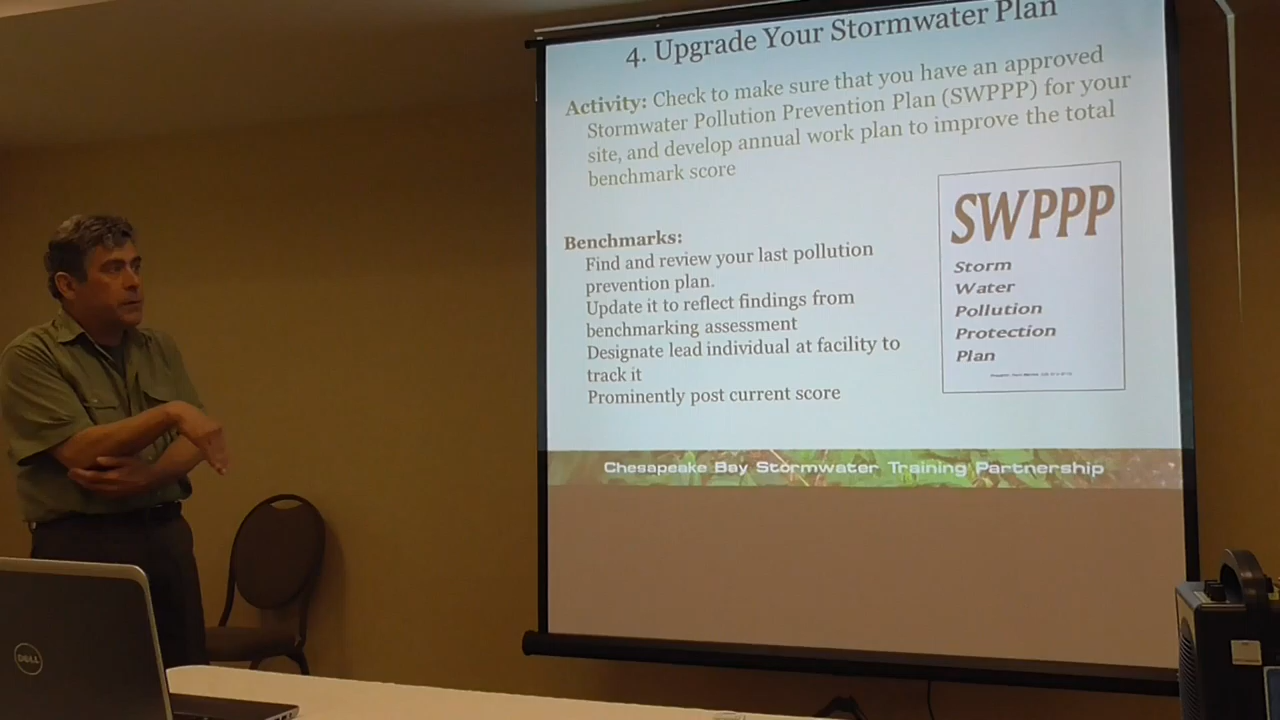 4. Upgrade Your Stormwater Plan
Activity: Check to make sure that you have an approved
Stormwater Pollution Prevention Plan (SWPPP) for your
site, and develop annual work plan to improve the total
benchmark score
Benchmarks:
Find and review your last pollution
prevention plan.
Update it to reflect findings from
benchmarking assessment
Designate lead individual at facility to
track it
Prominently post current score
SWPPP
Storm
Water
Pollution
Protection
Plan
Chesapeake Bay Stormwater Training Partnership
DELL